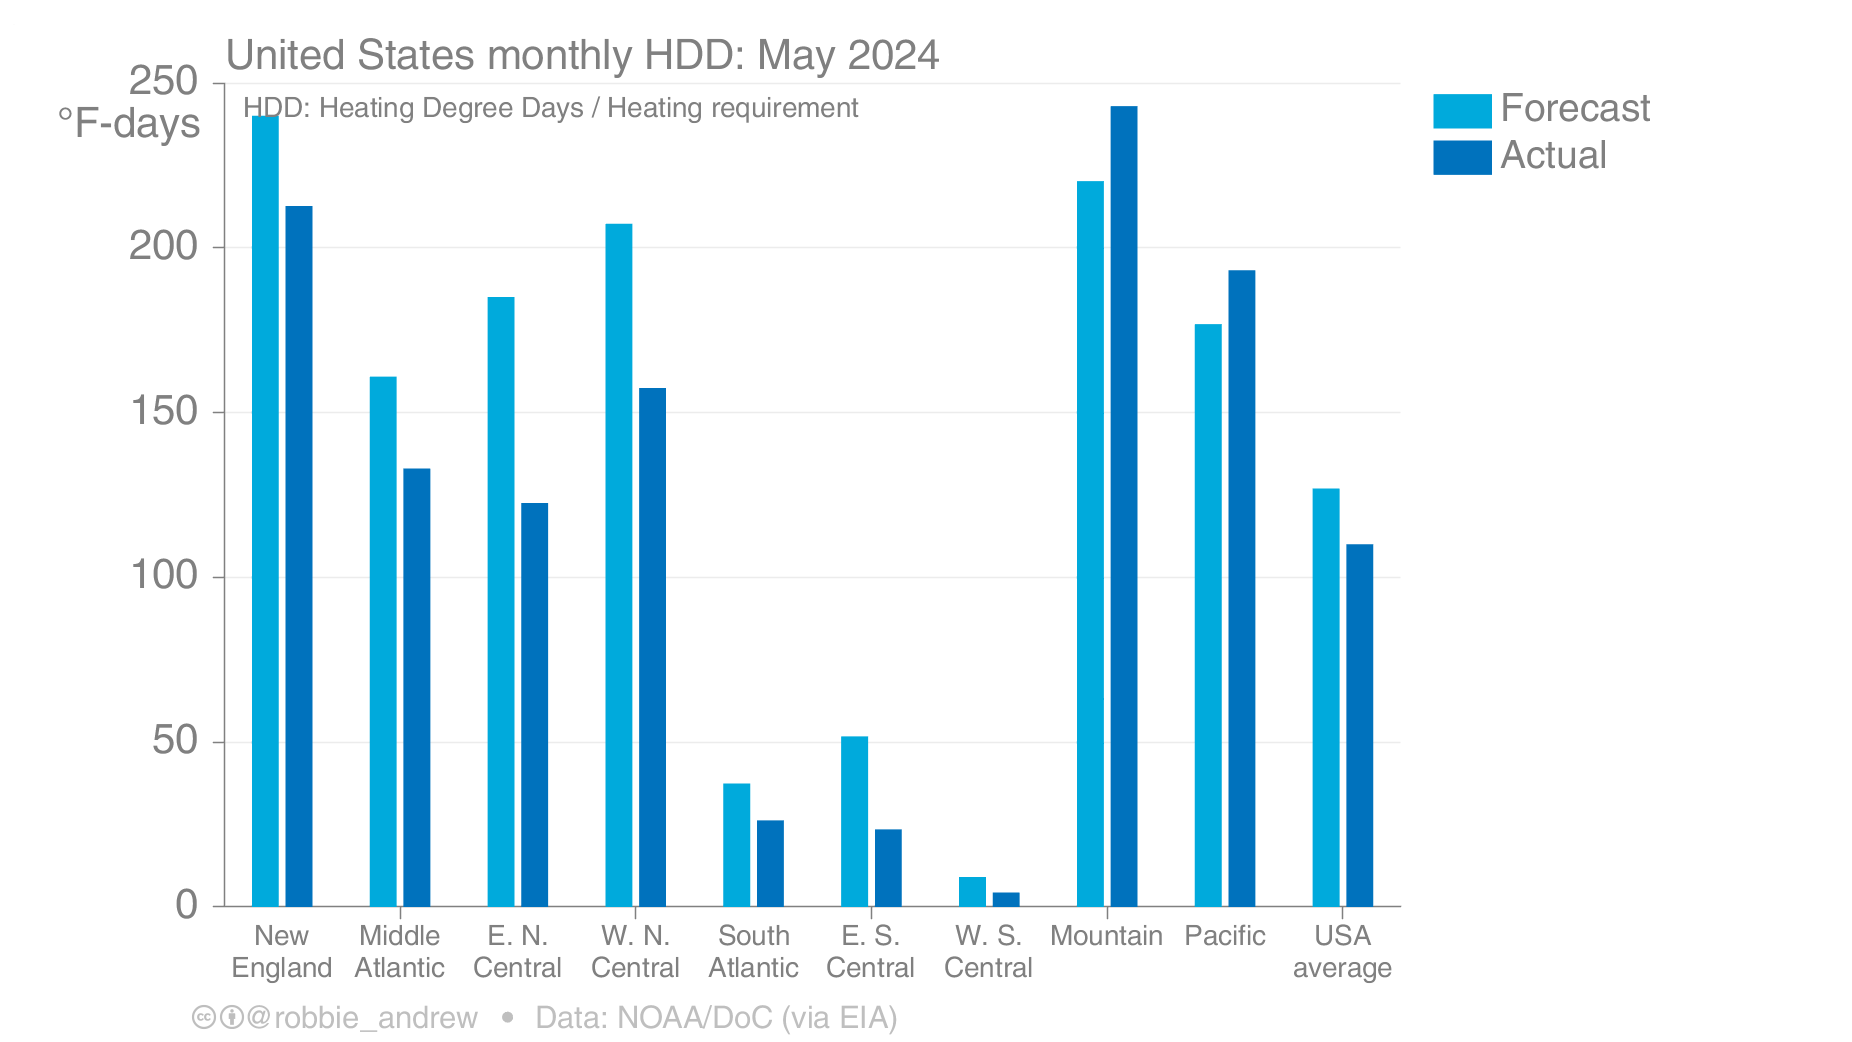 United States monthly HDD: May 2024
250
°F-days
HDD: Heating Degree Days / Heating requirement
Forecast
Actual
200
150
100
50
0
New England
Middle Atlantic
E. N. Central
W. N. Central
South Atlantic
E. S. Central
W. S. Central
Mountain
Pacific
USA average
cc @robbie_andrew • Data: NOAA/DoC (via EIA)